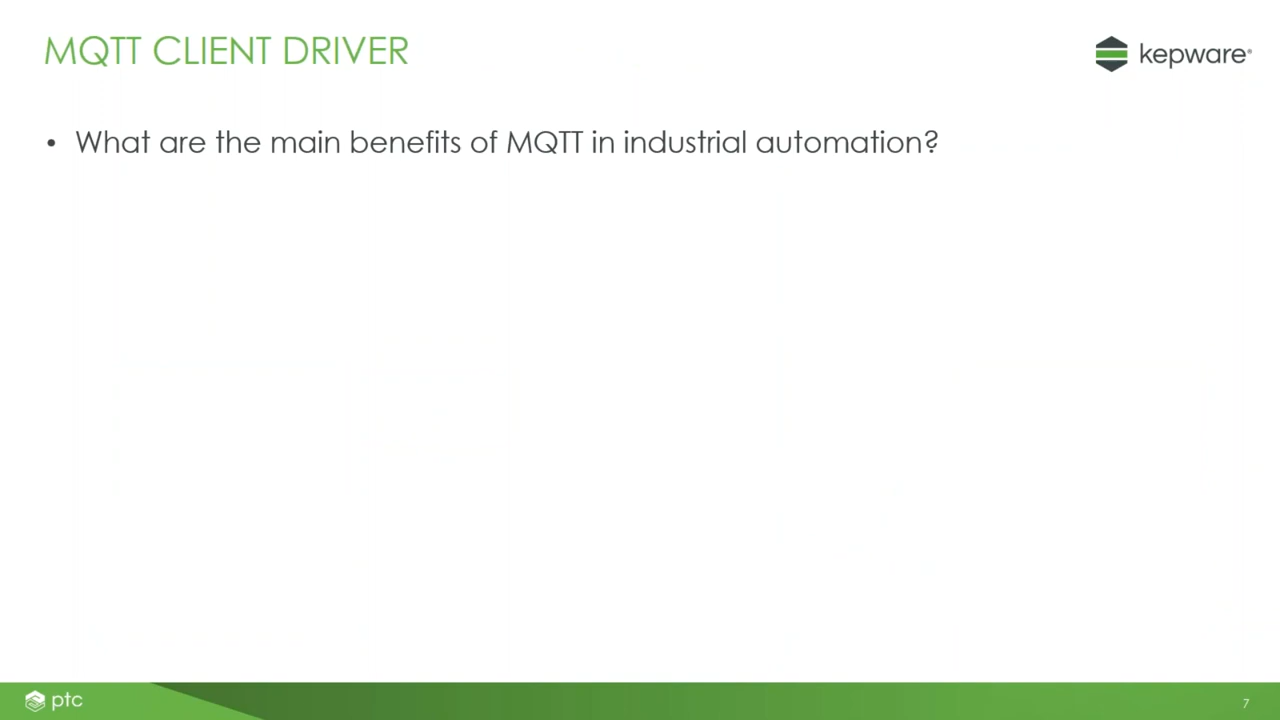 MQTT CLIENT DRIVER
kepware®
• What are the main benefits of MQTT in industrial automation?
ptc
7